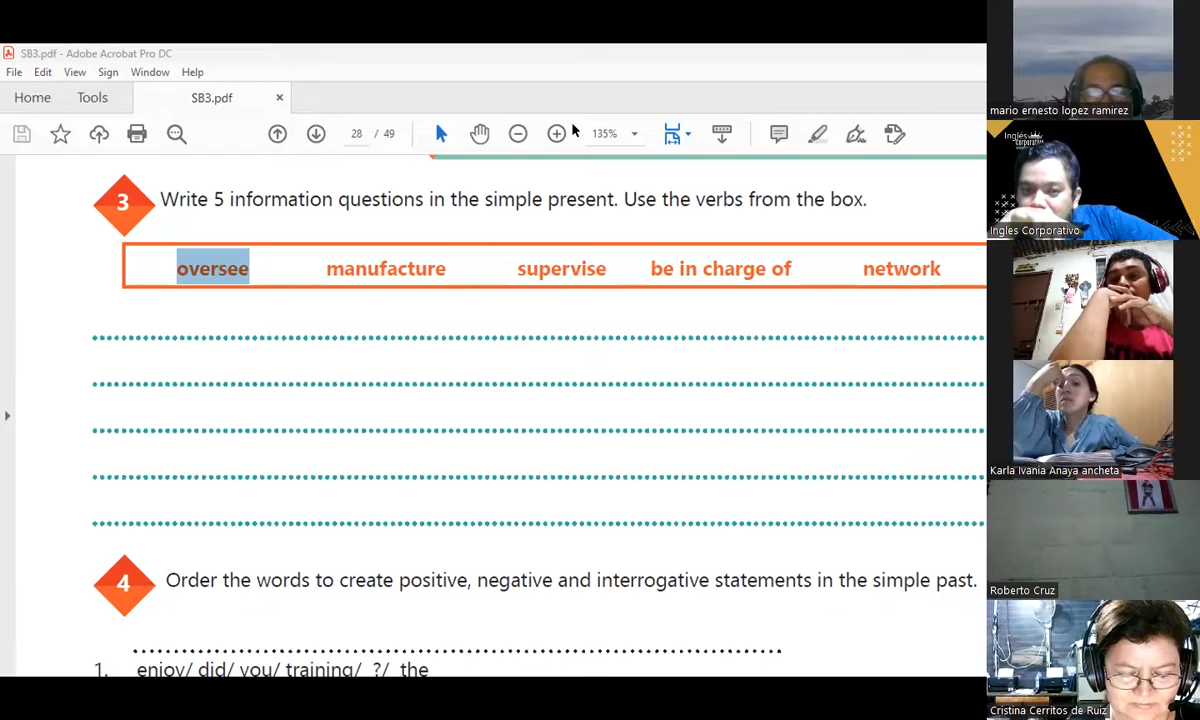 SB3.pdf - Adobe Acrobat Pro DC
File Edit View Sign Window Help
Home Tools SB3.pdf ×
28 / 49 135%
3 Write 5 information questions in the simple present. Use the verbs from the box.
oversee manufacture supervise be in charge of network
4 Order the words to create positive, negative and interrogative statements in the simple past.
1. enjoy/ did/ you/ training/ ?/ the
mario ernesto lopez ramirez
Inglés
corporativo
Ingles Corporativo
Karla Ivania Anaya ancheta
Roberto Cruz
Cristina Cerritos de Ruiz